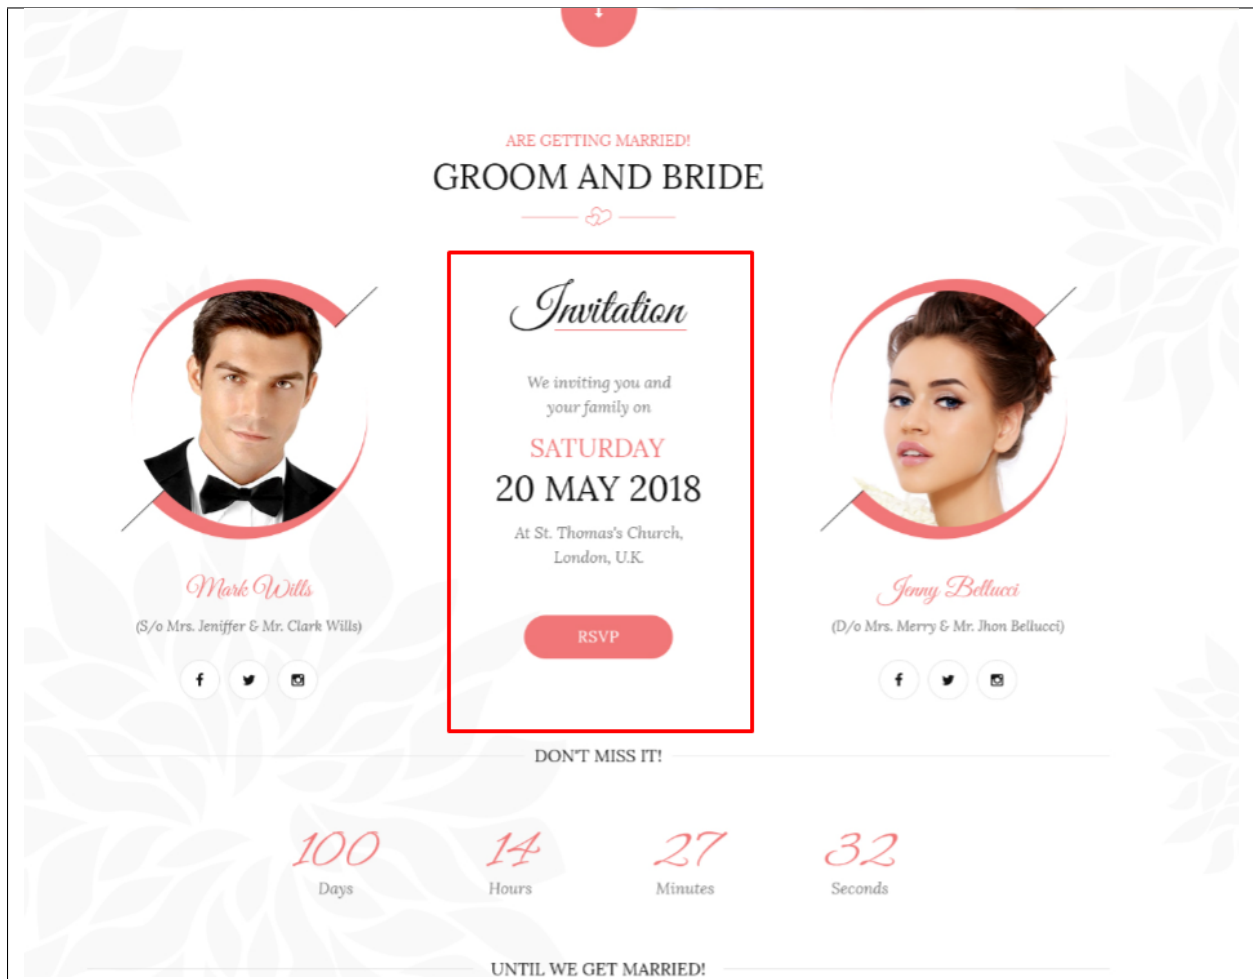 ARE GETTING MARRIED!
GROOM AND BRIDE
Invitation
We inviting you and
your family on
SATURDAY
20 MAY 2018
At St. Thomas's Church,
London, U.K.
RSVP
Mark Wills
(S/o Mrs. Jeniffer & Mr. Clark Wills)
Jenny Bellucci
(D/o Mrs. Merry & Mr. Jhon Bellucci)
DON'T MISS IT!
100 14 27 32
Days Hours Minutes Seconds
UNTIL WE GET MARRIED!